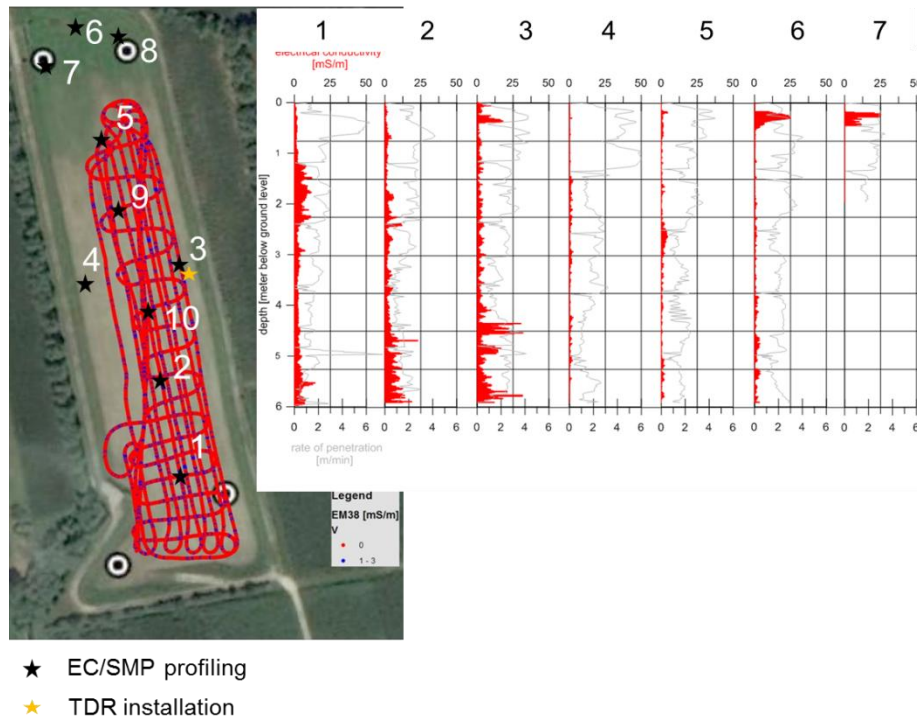 1 2 3 4 5 6 7
electrical conductivity
[mS/m]
0 25 50 0 25 50 0 25 50 0 25 50 0 25 50 0 25 50 0 25
0
1
2
3
4
5
6
depth [meter below ground level]
0 2 4 6 0 2 4 6 0 2 4 6 0 2 4 6 0 2 4 6 0 2 4 6 0 2 4 6
rate of penetration
[m/min]
6
8
7
5
9
4
3
10
2
1
Legend
EM38 [mS/m]
V
0
1 - 3
EC/SMP profiling
TDR installation